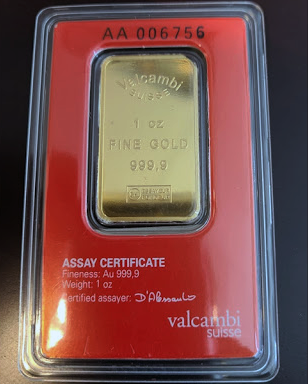 AA 006756
Valcambi
suisse
1 oz
FINE GOLD
999.9
ASSAY CERTIFICATE
Fineness: Au 999,9
Weight: 1 oz
Certified assayer: D'Alessandro
valcambi
suisse